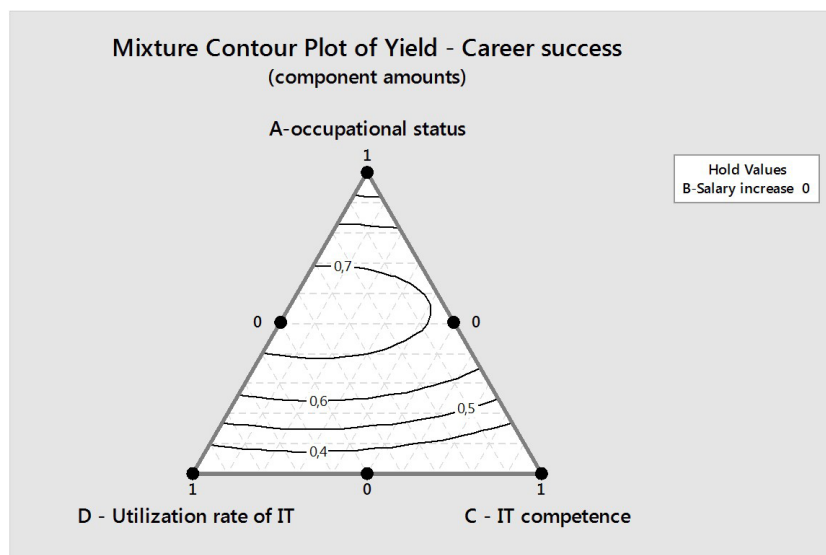 Mixture Contour Plot of Yield - Career success
(component amounts)
A-occupational status
1
Hold Values
B-Salary increase 0
0,7
0
0
0,6
0,5
0,4
1
0
1
D - Utilization rate of IT
C - IT competence